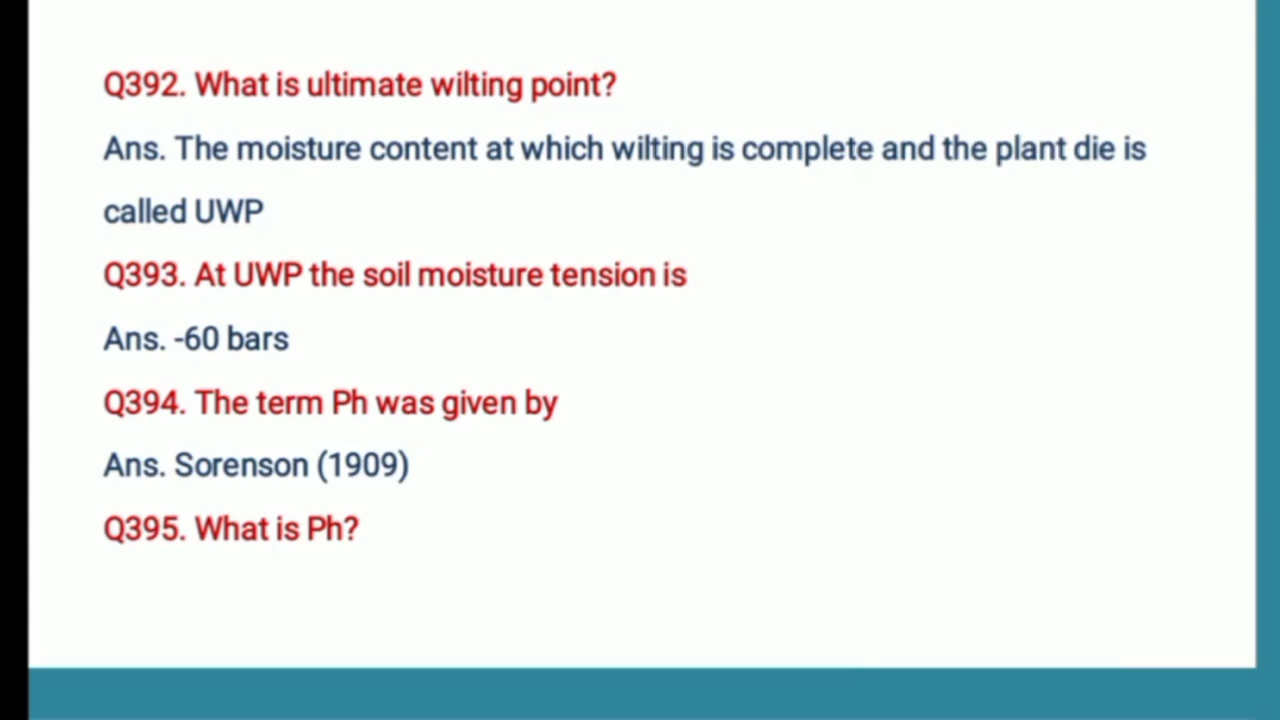 Q392. What is ultimate wilting point?
Ans. The moisture content at which wilting is complete and the plant die is
called UWP
Q393. At UWP the soil moisture tension is
Ans. -60 bars
Q394. The term Ph was given by
Ans. Sorenson (1909)
Q395. What is Ph?